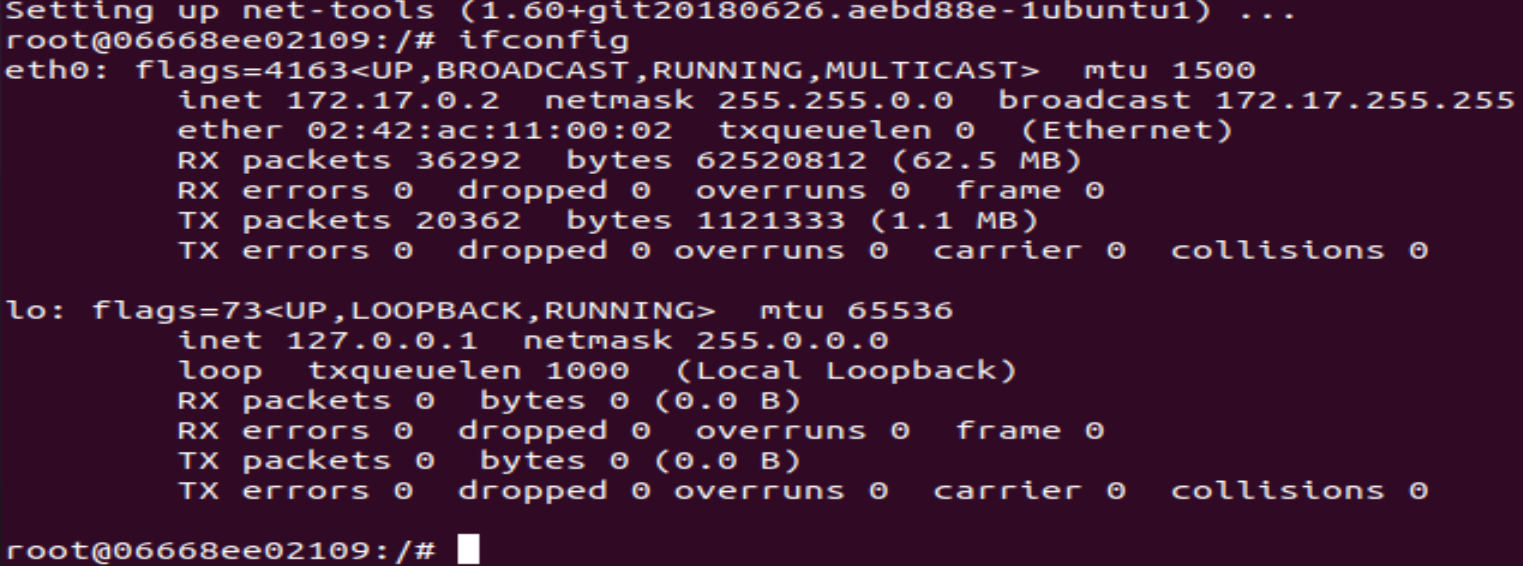 Setting up net-tools (1.60+git20180626.aebd88e-1ubuntu1) ...
root@06668ee02109:/# ifconfig
eth0: flags=4163<UP,BROADCAST,RUNNING,MULTICAST>  mtu 1500
        inet 172.17.0.2  netmask 255.255.0.0  broadcast 172.17.255.255
        ether 02:42:ac:11:00:02  txqueuelen 0  (Ethernet)
        RX packets 36292  bytes 62520812 (62.5 MB)
        RX errors 0  dropped 0  overruns 0  frame 0
        TX packets 20362  bytes 1121333 (1.1 MB)
        TX errors 0  dropped 0 overruns 0  carrier 0  collisions 0

lo: flags=73<UP,LOOPBACK,RUNNING>  mtu 65536
        inet 127.0.0.1  netmask 255.0.0.0
        loop  txqueuelen 1000  (Local Loopback)
        RX packets 0  bytes 0 (0.0 B)
        RX errors 0  dropped 0  overruns 0  frame 0
        TX packets 0  bytes 0 (0.0 B)
        TX errors 0  dropped 0 overruns 0  carrier 0  collisions 0

root@06668ee02109:/#